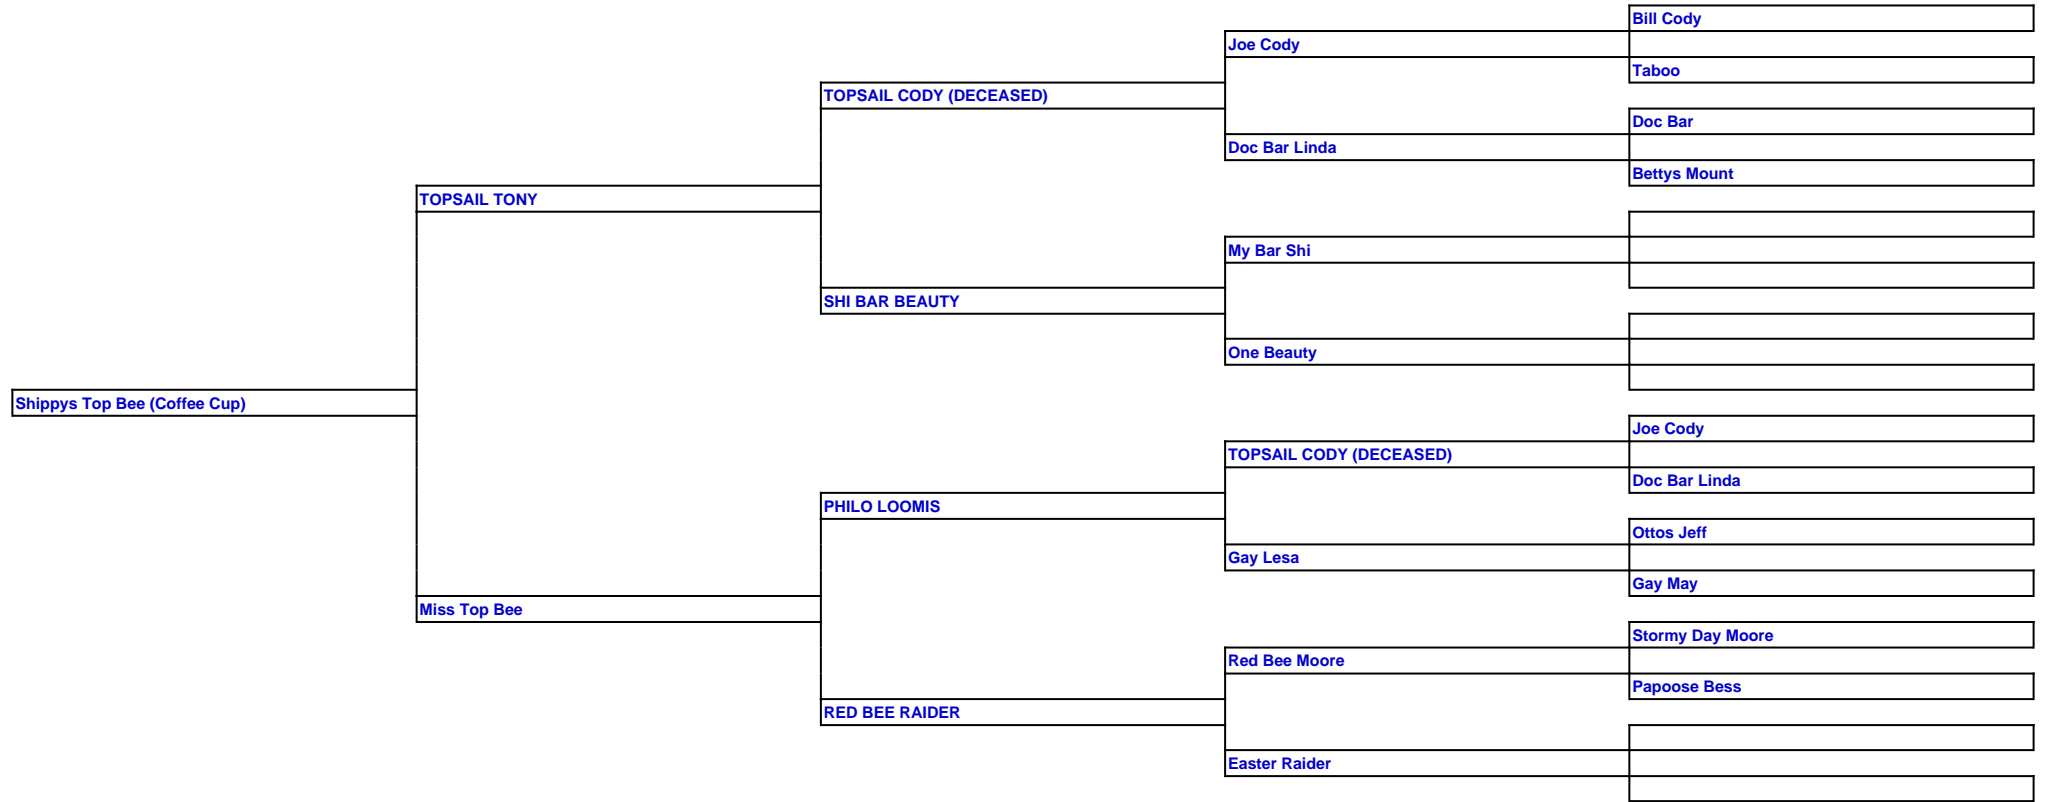 Bill Cody
Joe Cody
Taboo
TOPSAIL CODY (DECEASED)
Doc Bar
Doc Bar Linda
Bettys Mount
TOPSAIL TONY
My Bar Shi
SHI BAR BEAUTY
One Beauty
Shippys Top Bee (Coffee Cup)
Joe Cody
TOPSAIL CODY (DECEASED)
Doc Bar Linda
PHILO LOOMIS
Ottos Jeff
Gay Lesa
Gay May
Miss Top Bee
Stormy Day Moore
Red Bee Moore
Papoose Bess
RED BEE RAIDER
Easter Raider